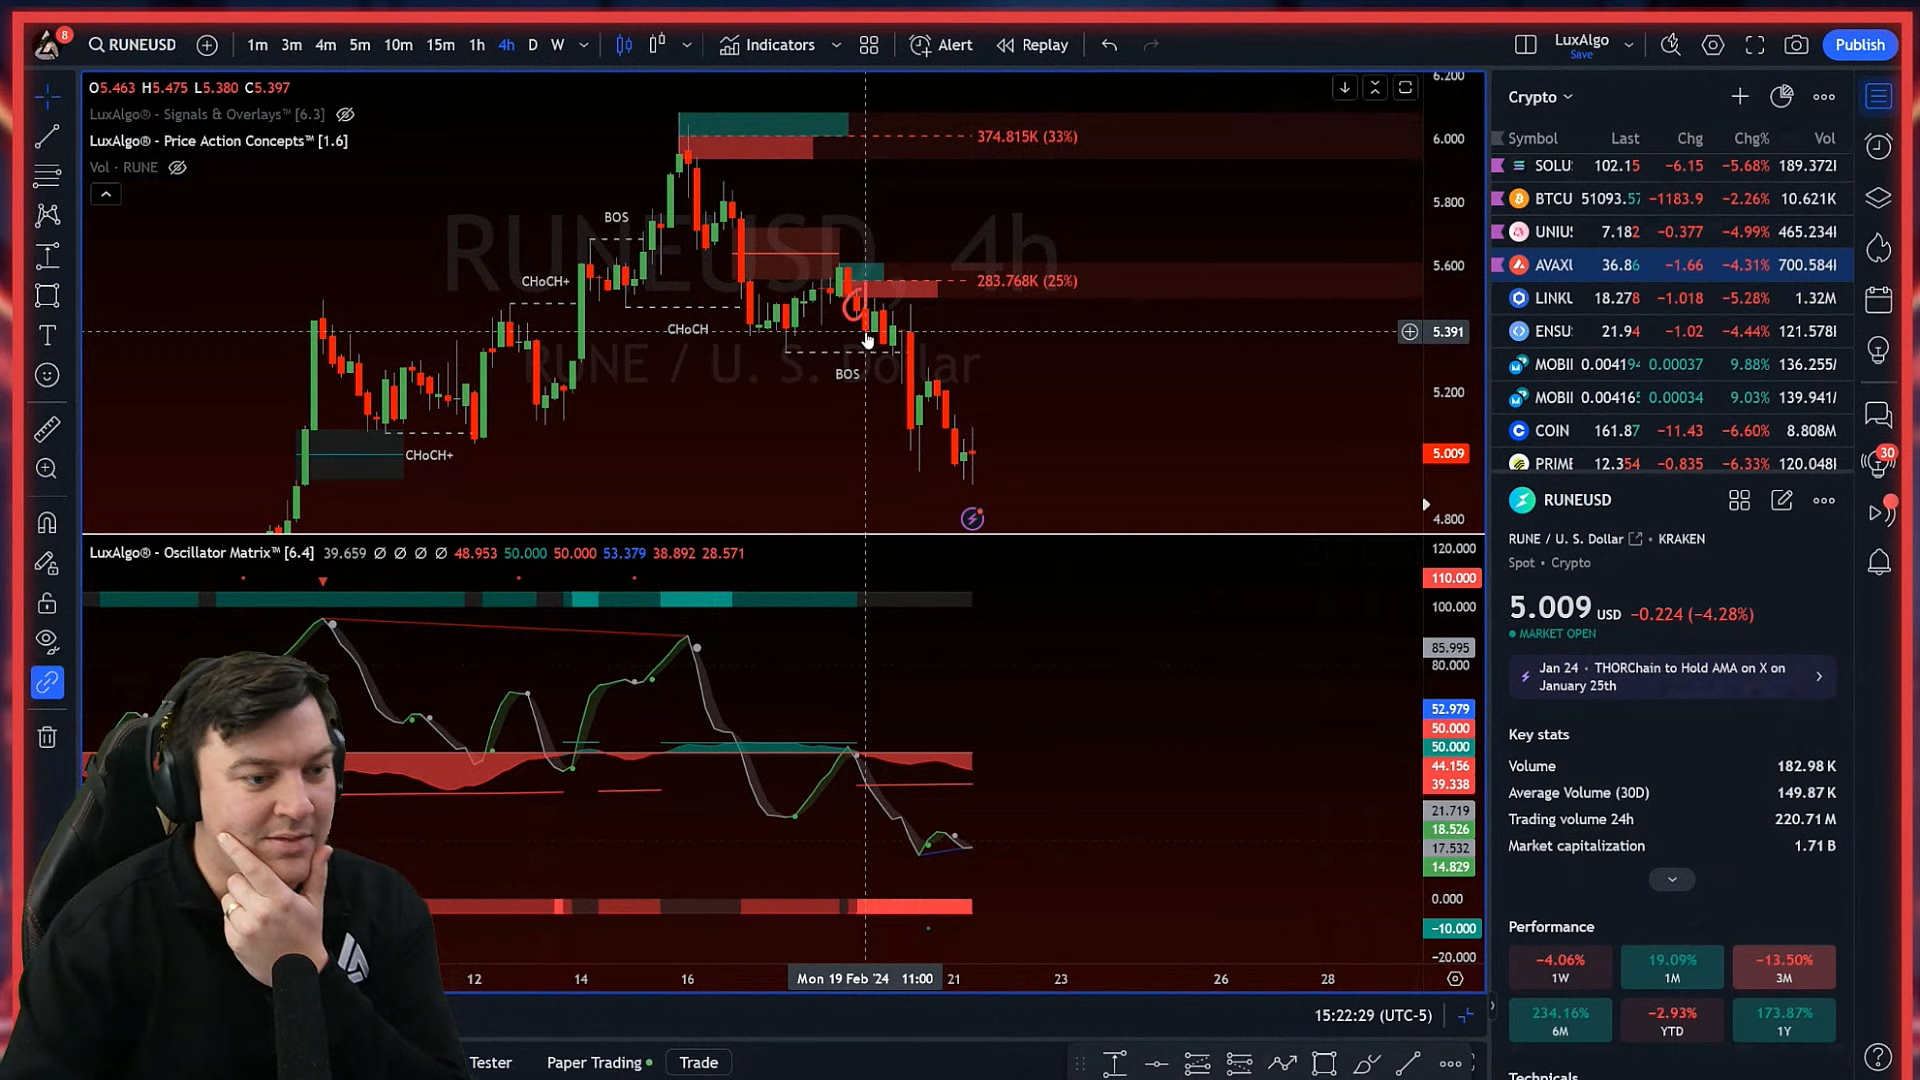 8
RUNEUSD
1m 3m 4m 5m 10m 15m 1h 4h D W
Indicators
Alert
Replay
LuxAlgo
Save
Publish
O5.463 H5.475 L5.380 C5.397
LuxAlgo® - Signals & Overlays™ [6.3]
LuxAlgo® - Price Action Concepts™ [1.6]
Vol · RUNE
RUNEUSD, 4h
RUNE / U. S. Dollar
374.815K (33%)
283.768K (25%)
BOS
CHoCH+
CHoCH
BOS
CHoCH+
6.200
6.000
5.800
5.600
5.391
5.200
5.009
4.800
LuxAlgo® - Oscillator Matrix™ [6.4] 39.659 Ø Ø Ø Ø 48.953 50.000 50.000 53.379 38.892 28.571
120.000
110.000
100.000
85.995
80.000
52.979
50.000
50.000
44.156
39.338
21.719
18.526
17.532
14.829
0.000
−10.000
−20.000
12 14 16 Mon 19 Feb '24 11:00 21 23 26 28
15:22:29 (UTC-5)
Tester Paper Trading Trade
Crypto
Symbol Last Chg Chg% Vol
SOLU 102.15 −6.15 −5.68% 189.372
BTCU 51093.57 −1183.9 −2.26% 10.621K
UNIU 7.182 −0.377 −4.99% 465.234
AVAXU 36.86 −1.66 −4.31% 700.584
LINKU 18.278 −1.018 −5.28% 1.32M
ENSU 21.94 −1.02 −4.44% 121.578
MOBI 0.004194 0.00037 9.88% 136.255
MOBI 0.004165 0.00034 9.03% 139.941
COIN 161.87 −11.43 −6.60% 8.808M
PRIME 12.354 −0.835 −6.33% 120.048
30
RUNEUSD
RUNE / U. S. Dollar • KRAKEN
Spot • Crypto
5.009 USD −0.224 (−4.28%)
MARKET OPEN
Jan 24 · THORChain to Hold AMA on X on
January 25th
Key stats
Volume 182.98 K
Average Volume (30D) 149.87 K
Trading volume 24h 220.71 M
Market capitalization 1.71 B
Performance
−4.06% 19.09% −13.50%
1W 1M 3M
234.16% −2.93% 173.87%
6M YTD 1Y
Technicals